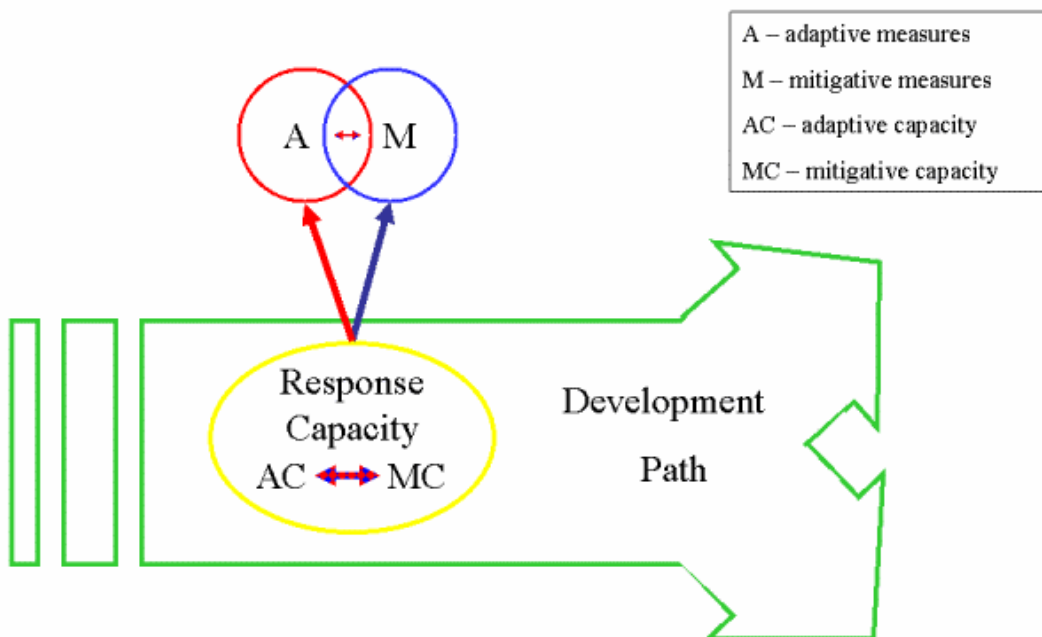 A – adaptive measures
M – mitigative measures
AC – adaptive capacity
MC – mitigative capacity
A M
Response
Capacity
AC MC
Development
Path